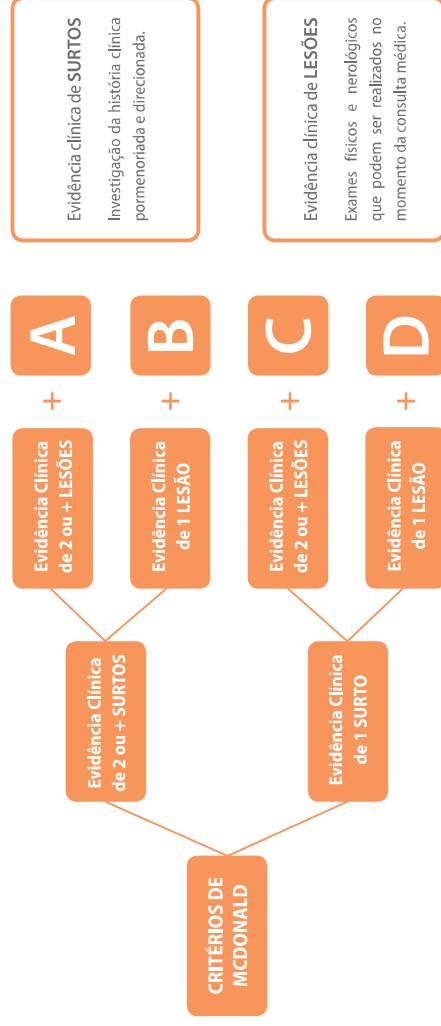 CRITÉRIOS DE
MCDONALD
Evidência Clínica
de 2 ou + SURTOS
Evidência Clínica
de 1 SURTO
Evidência Clínica
de 2 ou + LESÕES
+
A
Evidência Clínica
de 1 LESÃO
+
B
Evidência Clínica
de 2 ou + LESÕES
+
C
Evidência Clínica
de 1 LESÃO
+
D
Evidência clínica de SURTOS
Investigação da história clínica
pormenoriada e direcionada.
Evidência clínica de LESÕES
Exames físicos e nerológicos
que podem ser realizados no
momento da consulta médica.